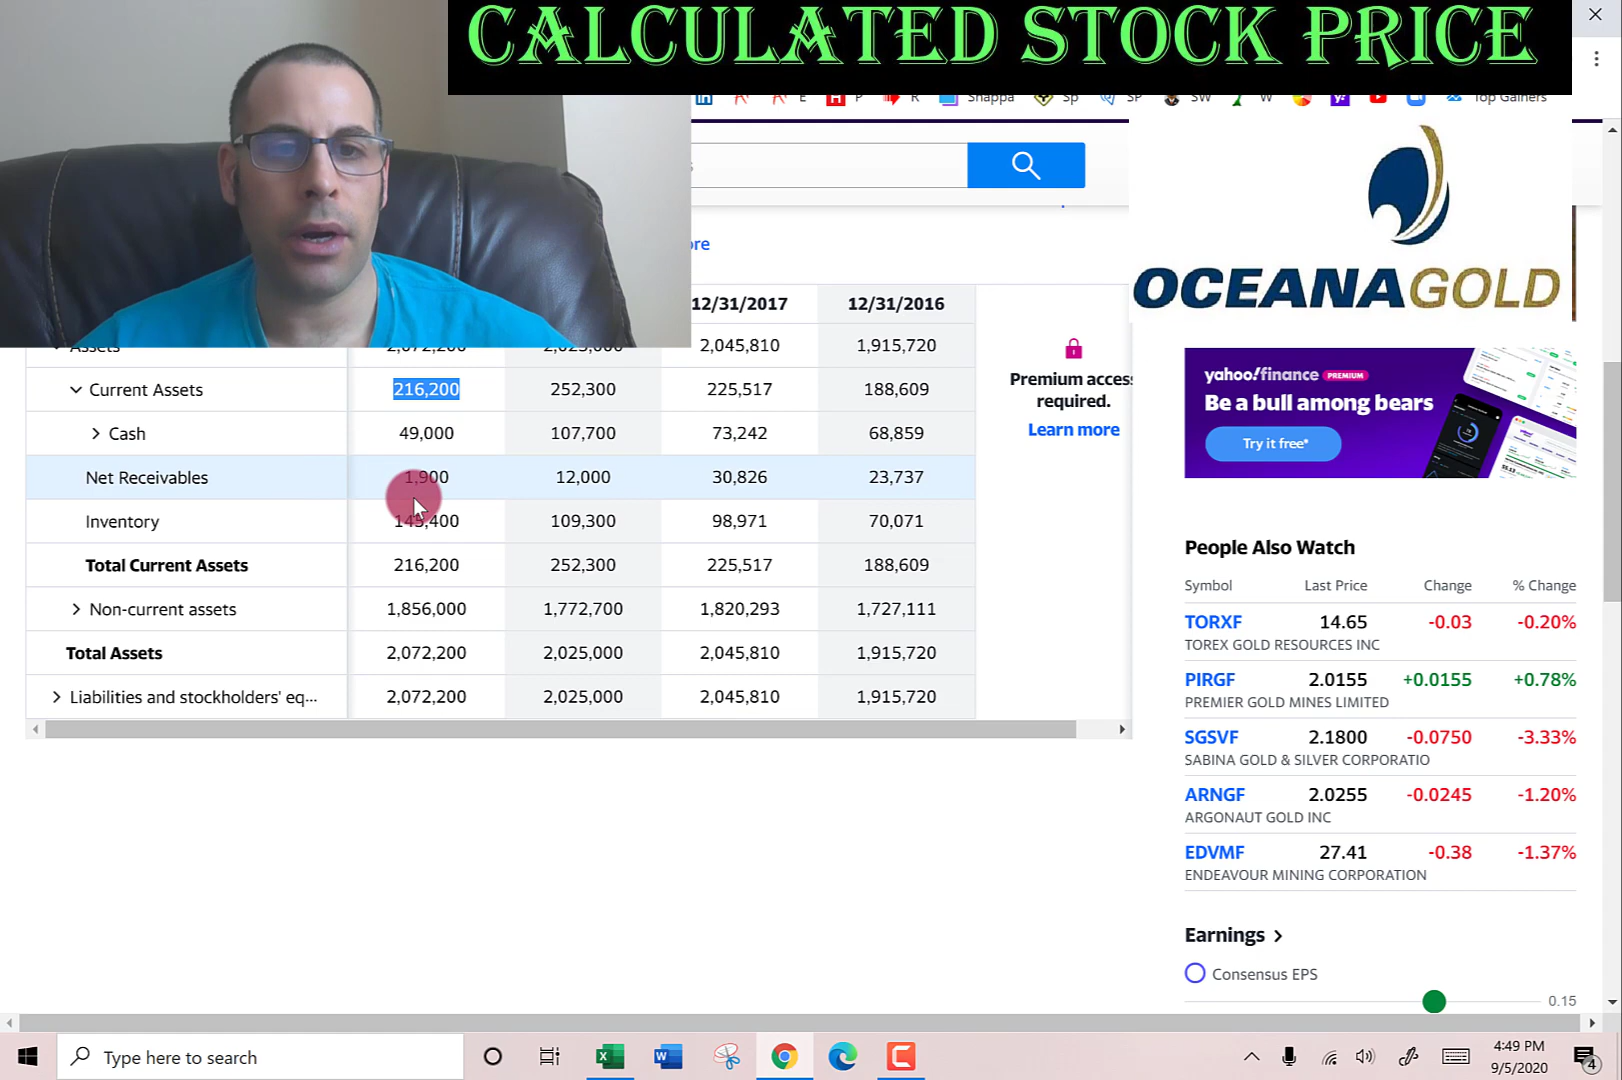 CALCULATED STOCK PRICE
E P R Snappa Sp SP SW W Top Gainers
OCEANAGOLD
12/31/2017 12/31/2016
Assets 2,045,810 1,915,720
Current Assets 216,200 252,300 225,517 188,609
Cash 49,000 107,700 73,242 68,859
Net Receivables 1,900 12,000 30,826 23,737
Inventory 109,300 98,971 70,071
Total Current Assets 216,200 252,300 225,517 188,609
Non-current assets 1,856,000 1,772,700 1,820,293 1,727,111
Total Assets 2,072,200 2,025,000 2,045,810 1,915,720
Liabilities and stockholders' eq... 2,072,200 2,025,000 2,045,810 1,915,720
Premium access
required.
Learn more
yahoo!finance PREMIUM
Be a bull among bears
Try it free*
People Also Watch
Symbol Last Price Change % Change
TORXF 14.65 -0.03 -0.20%
TOREX GOLD RESOURCES INC
PIRGF 2.0155 +0.0155 +0.78%
PREMIER GOLD MINES LIMITED
SGSVF 2.1800 -0.0750 -3.33%
SABINA GOLD & SILVER CORPORATIO
ARNGF 2.0255 -0.0245 -1.20%
ARGONAUT GOLD INC
EDVMF 27.41 -0.38 -1.37%
ENDEAVOUR MINING CORPORATION
Earnings >
Consensus EPS
0.15
Type here to search
4:49 PM
9/5/2020
4